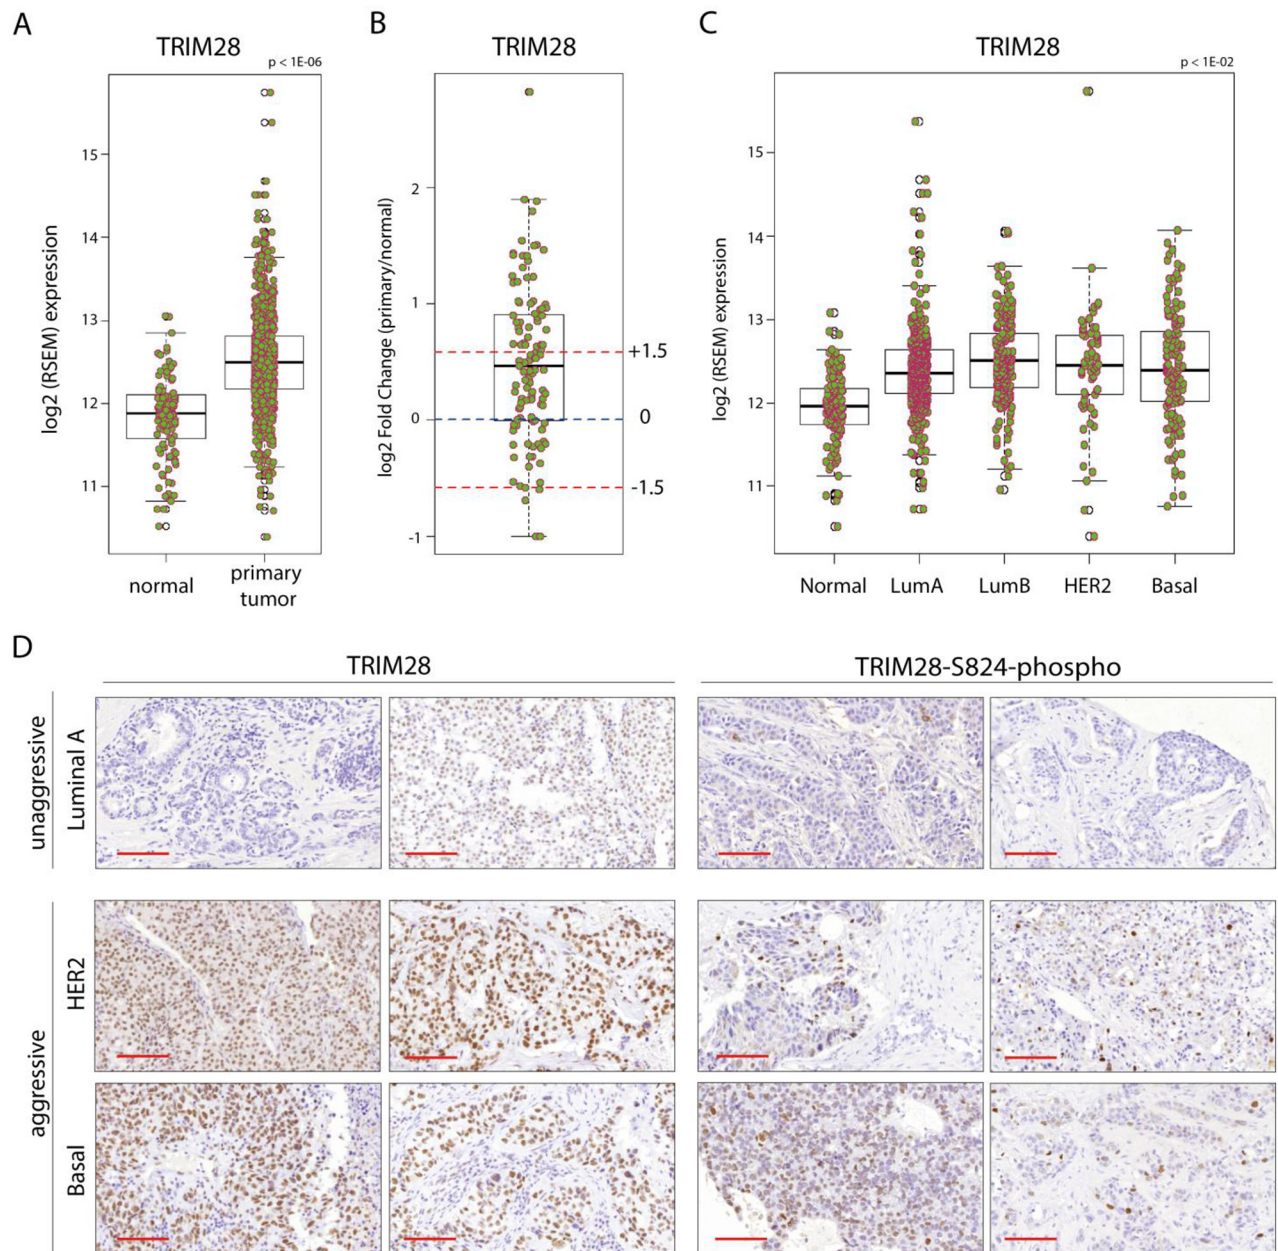 A
TRIM28
p < 1E-06
log2 (RSEM) expression
15
14
13
12
11
normal
primary
tumor
B
TRIM28
log2 Fold Change (primary/normal)
2
1
0
-1
+1.5
0
-1.5
C
TRIM28
p < 1E-02
log2 (RSEM) expression
15
14
13
12
11
Normal
LumA
LumB
HER2
Basal
D
TRIM28
TRIM28-S824-phospho
unaggressive
Luminal A
aggressive
HER2
Basal